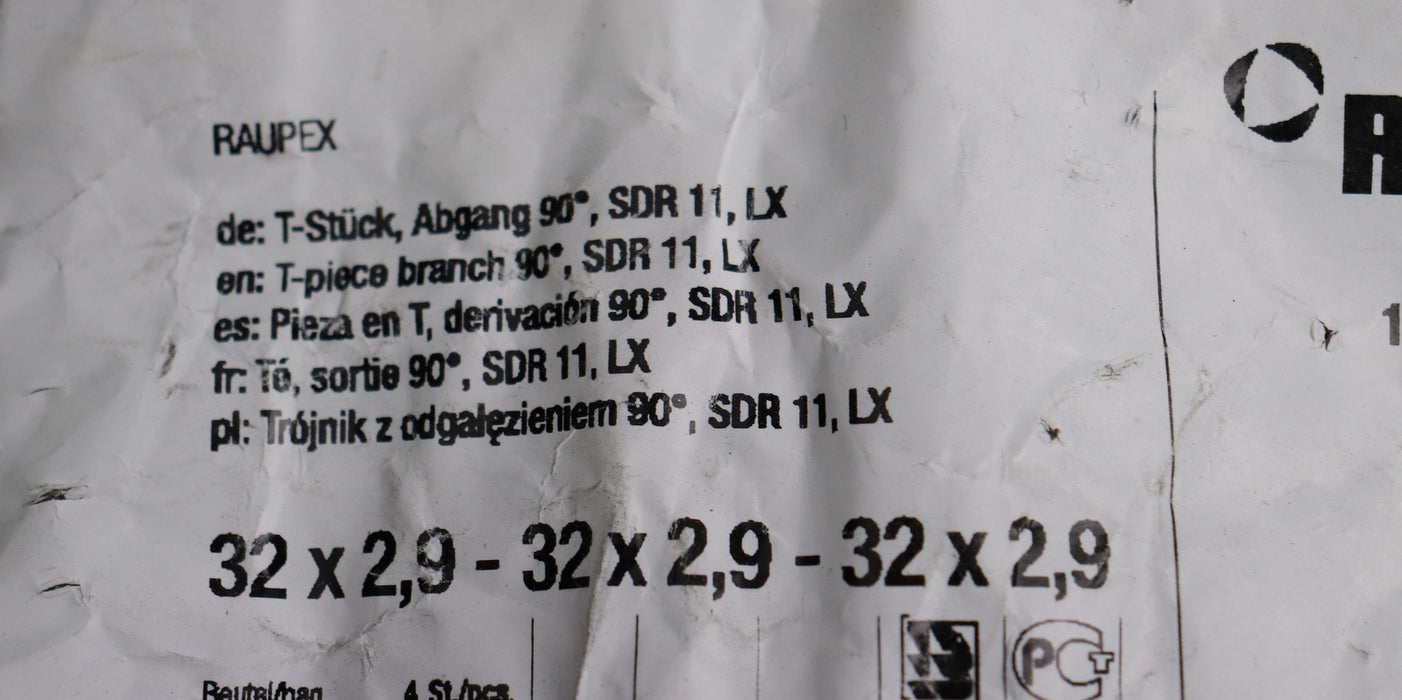 RAUPEX
de: T-Stück, Abgang 90°, SDR 11, LX
en: T-piece branch 90°, SDR 11, LX
es: Pieza en T, derivación 90°, SDR 11, LX
fr: Té, sortie 90°, SDR 11, LX
pl: Trójnik z odgałęzieniem 90°, SDR 11, LX
32 x 2,9 - 32 x 2,9 - 32 x 2,9
Beutel/bag 4 St./pcs.